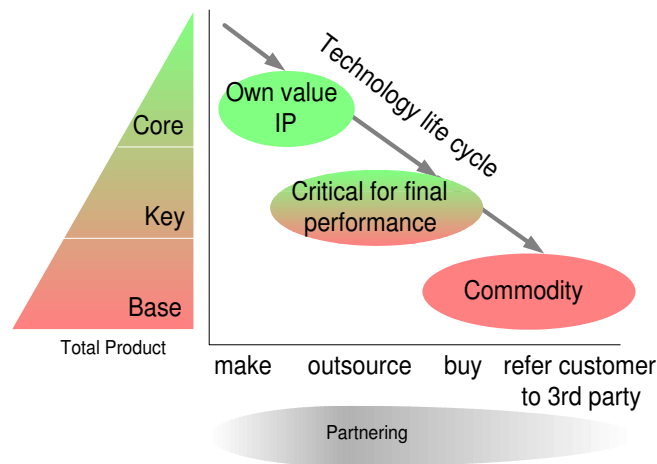 Core
Key
Base
Total Product
Technology life cycle
Own value
IP
Critical for final
performance
Commodity
make outsource buy refer customer
to 3rd party
Partnering